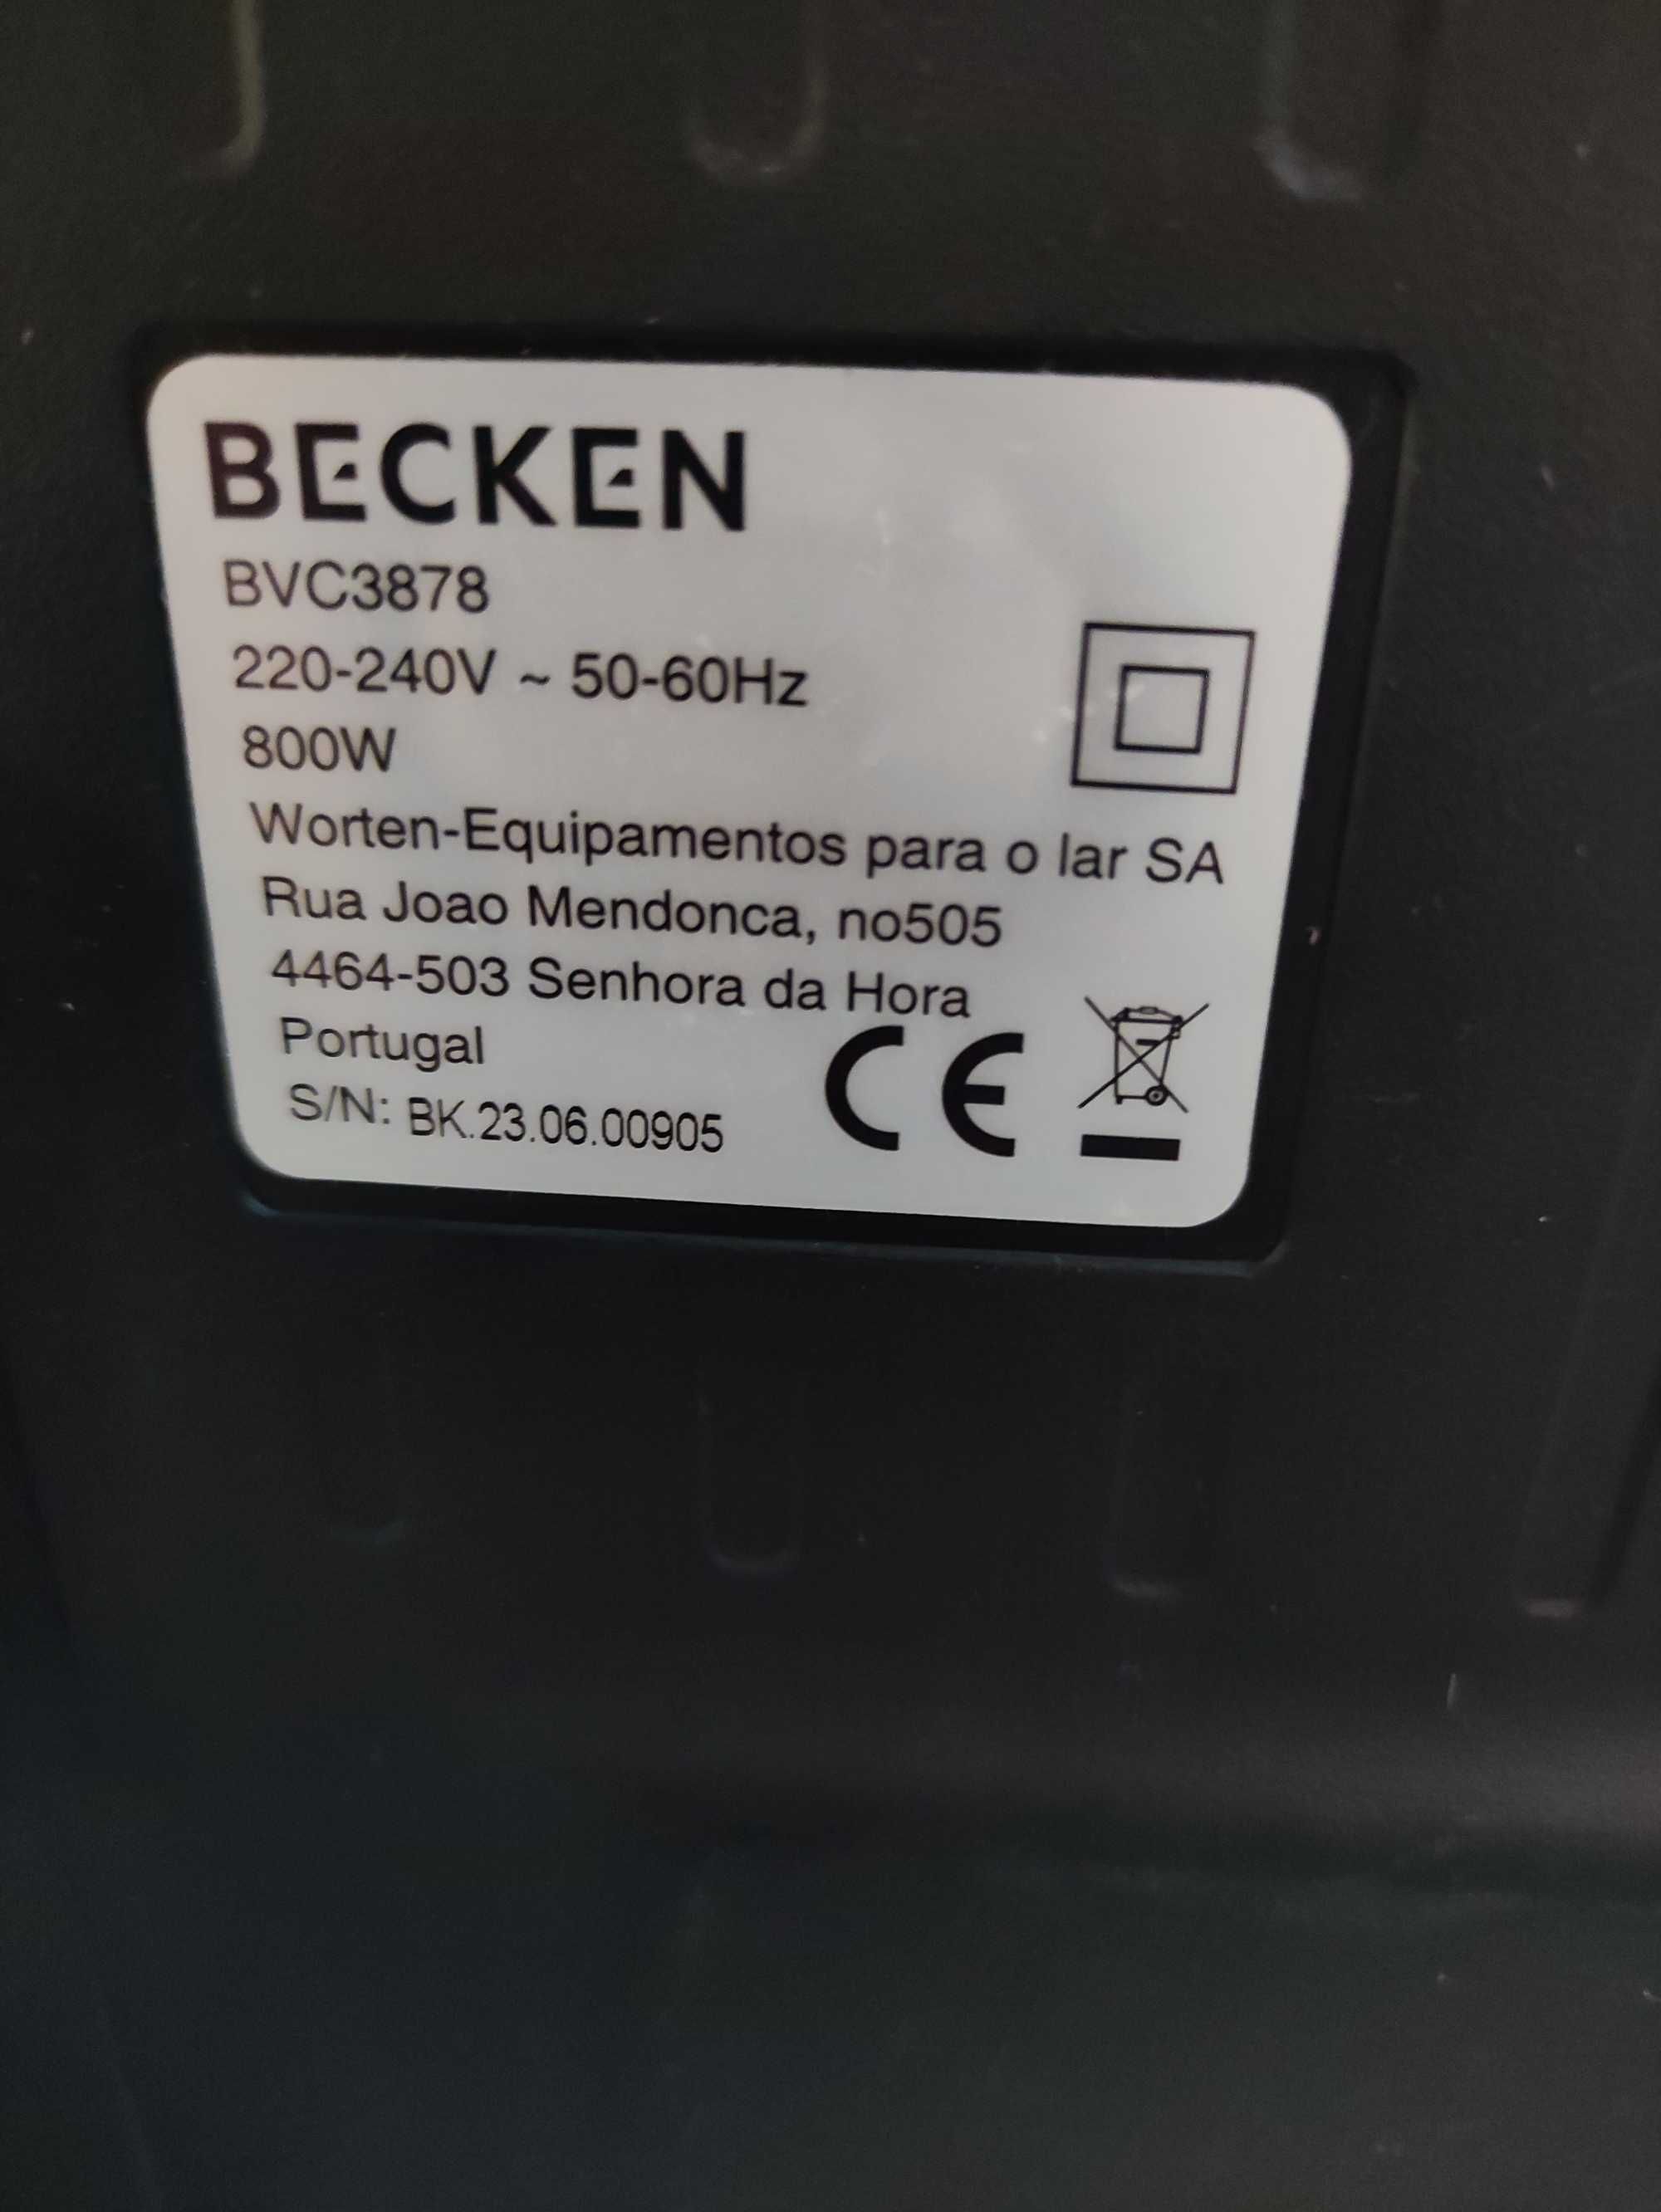 BECKEN
BVC3878
220-240V ~ 50-60Hz
800W
Worten-Equipamentos para o lar SA
Rua Joao Mendonca, no505
4464-503 Senhora da Hora
Portugal
S/N: BK.23.06.00905
CE